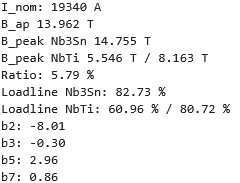 I_nom: 19340 A
B_ap 13.962 T
B_peak Nb3Sn 14.755 T
B_peak NbTi 5.546 T / 8.163 T
Ratio: 5.79 %
Loadline Nb3Sn: 82.73 %
Loadline NbTi: 60.96 % / 80.72 %
b2: -8.01
b3: -0.30
b5: 2.96
b7: 0.86